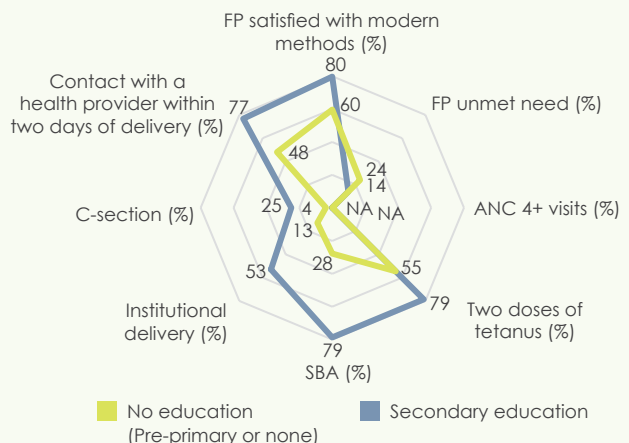 FP satisfied with modern
methods (%)
80
Contact with a
health provider within
two days of delivery (%)
77
60
FP unmet need (%)
48
24
14
C-section (%)
25
4
NA
NA
ANC 4+ visits (%)
13
28
55
53
Institutional
delivery (%)
79
Two doses of
tetanus (%)
79
SBA (%)
No education
(Pre-primary or none)
Secondary education